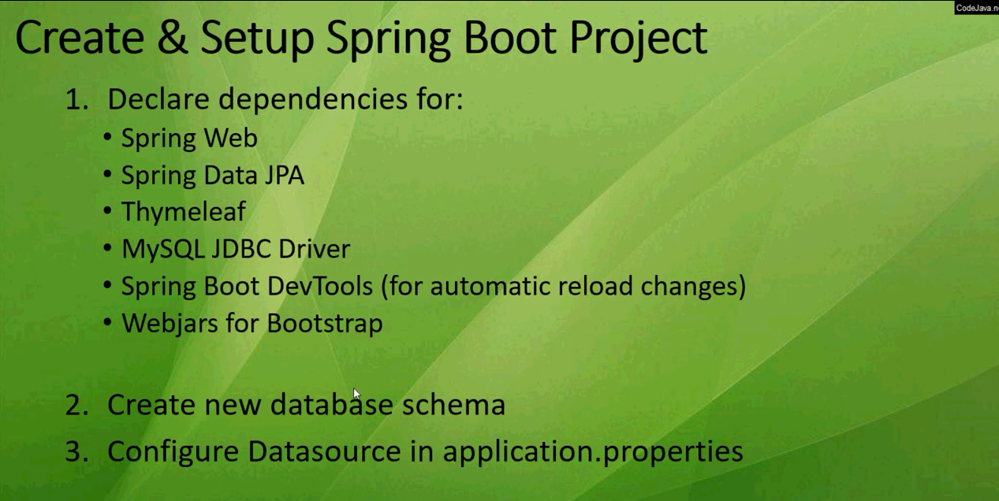 CodeJava.n
Create & Setup Spring Boot Project
1. Declare dependencies for:
• Spring Web
• Spring Data JPA
• Thymeleaf
• MySQL JDBC Driver
• Spring Boot DevTools (for automatic reload changes)
• Webjars for Bootstrap
2. Create new database schema
3. Configure Datasource in application.properties